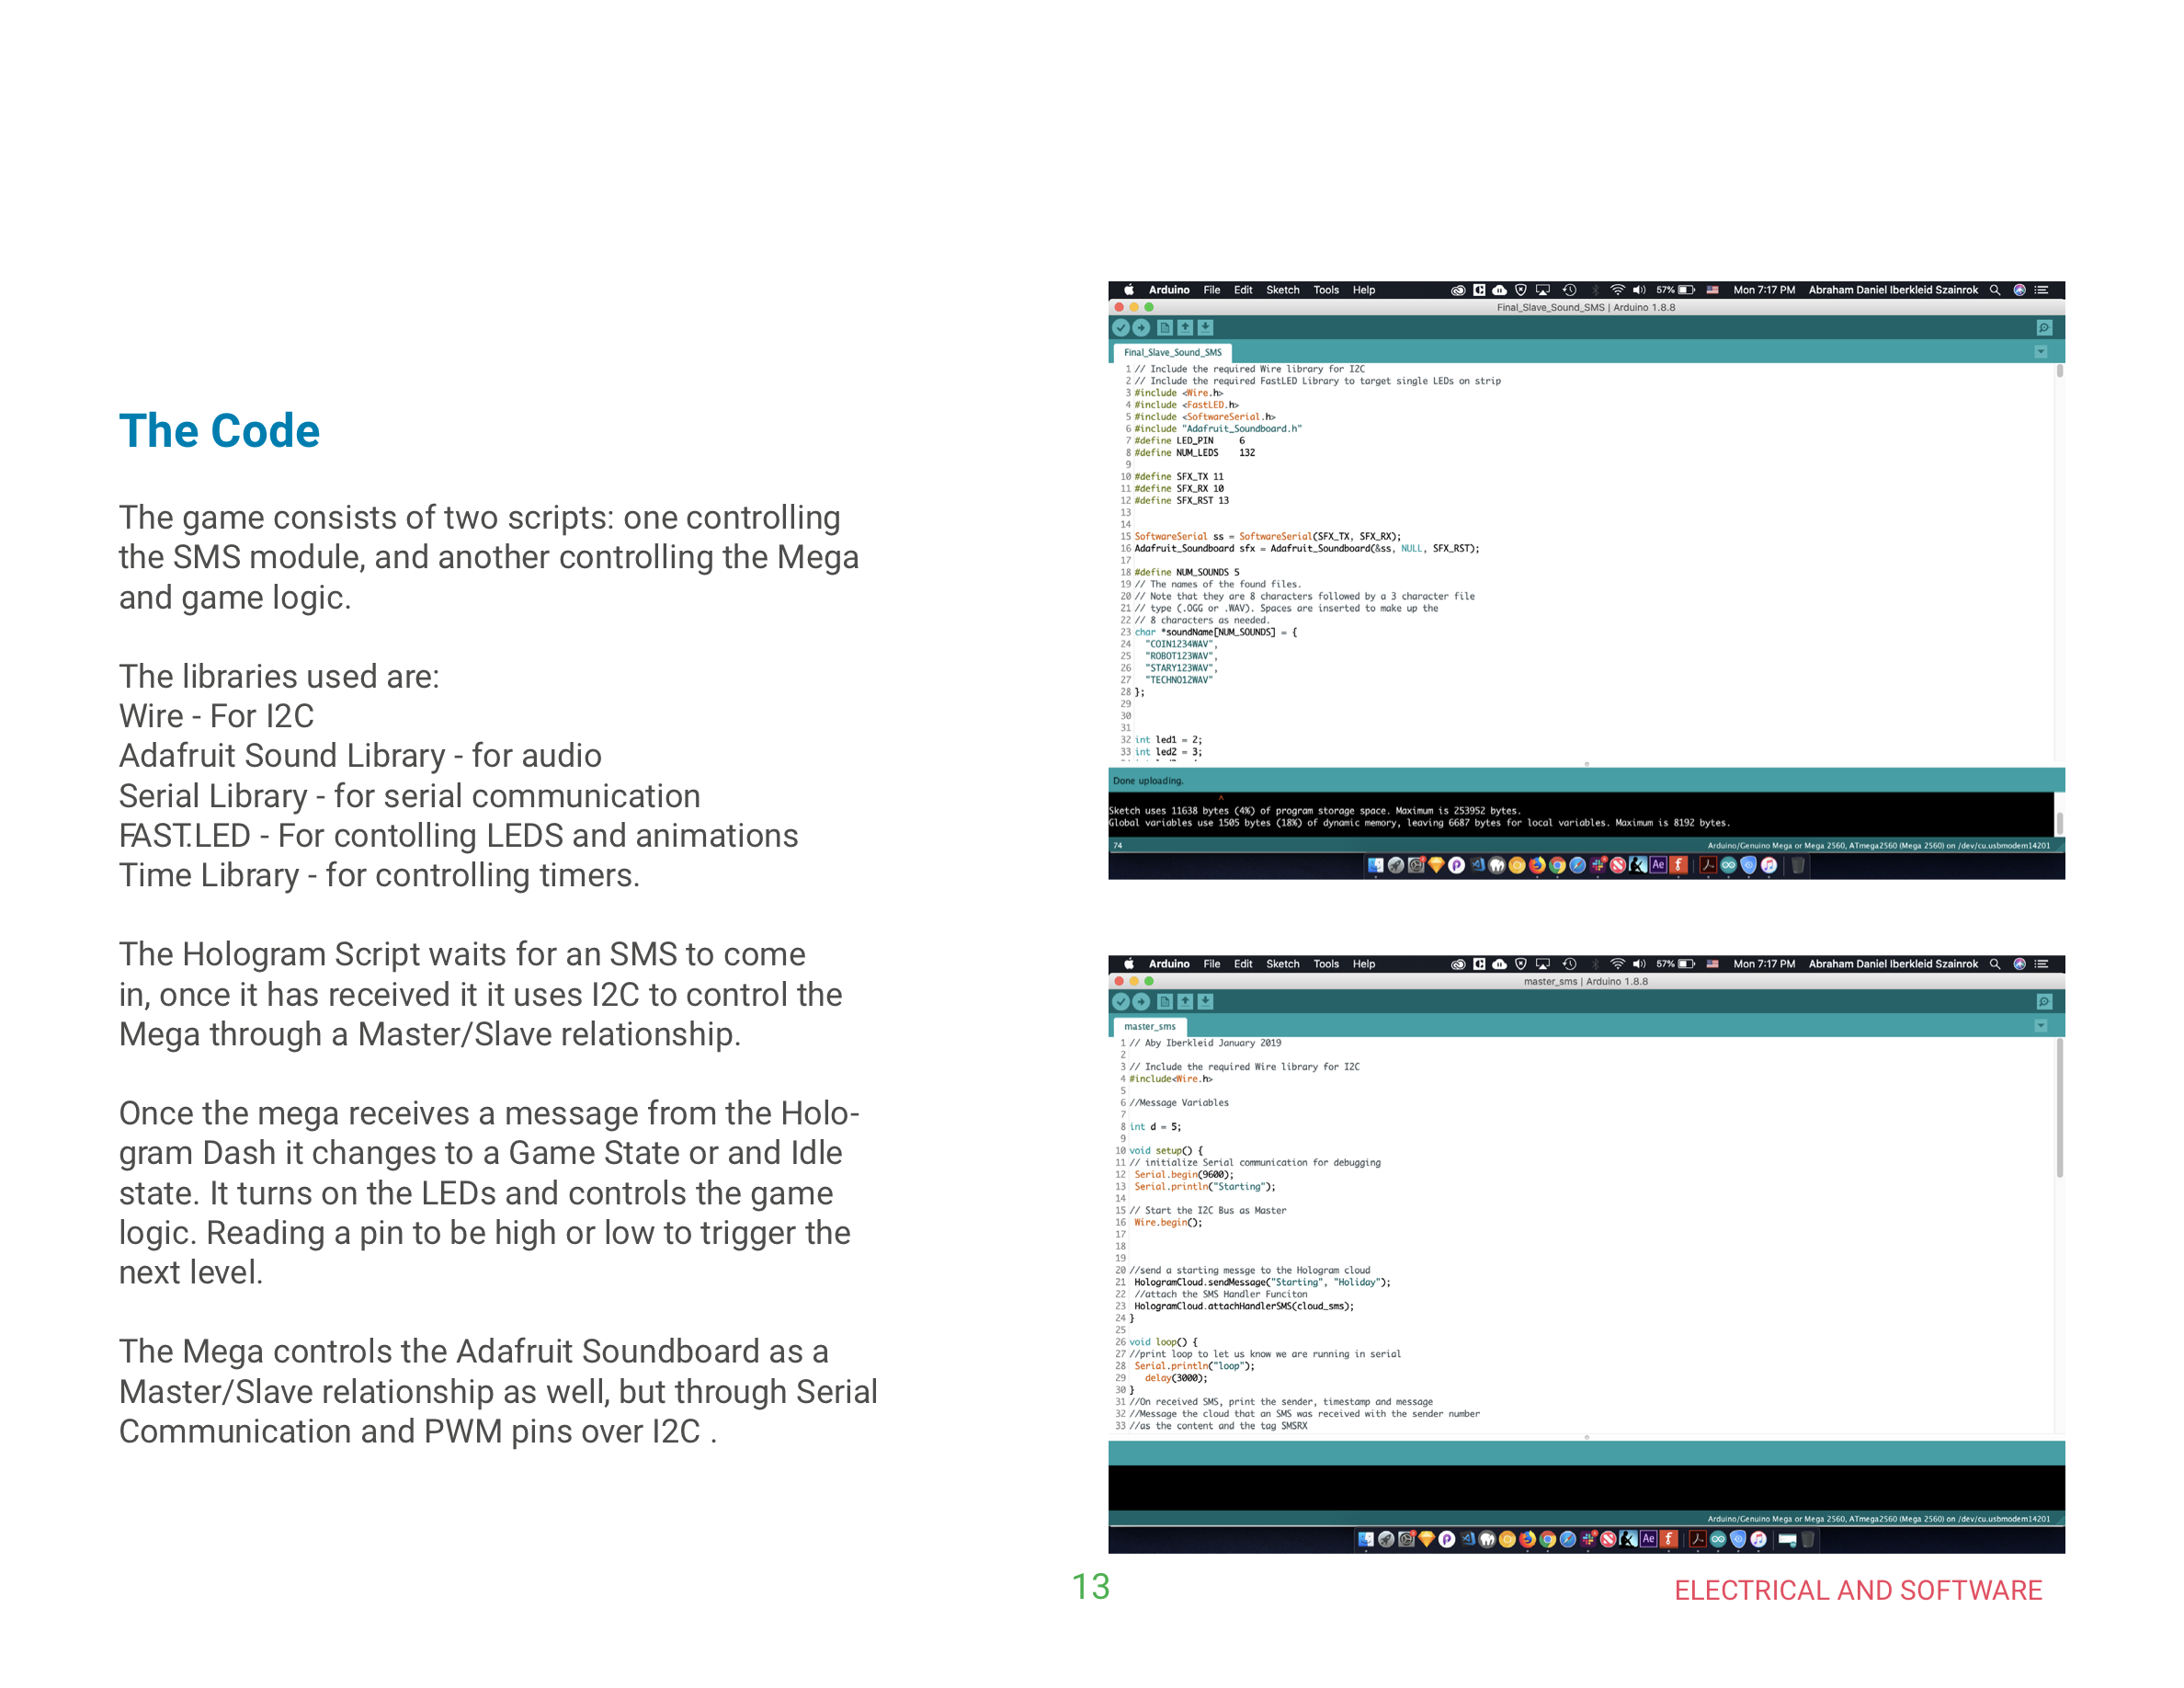 The Code
The game consists of two scripts: one controlling
the SMS module, and another controlling the Mega
and game logic.
The libraries used are:
Wire - For I2C
Adafruit Sound Library - for audio
Serial Library - for serial communication
FAST.LED - For contolling LEDS and animations
Time Library - for controlling timers.
The Hologram Script waits for an SMS to come
in, once it has received it it uses I2C to control the
Mega through a Master/Slave relationship.
Once the mega receives a message from the Holo-
gram Dash it changes to a Game State or and Idle
state. It turns on the LEDs and controls the game
logic. Reading a pin to be high or low to trigger the
next level.
The Mega controls the Adafruit Soundboard as a
Master/Slave relationship as well, but through Serial
Communication and PWM pins over I2C .
Arduino File Edit Sketch Tools Help 57% Mon 7:17 PM Abraham Daniel Iberkleid Szainrok
Final_Slave_Sound_SMS | Arduino 1.8.8
Final_Slave_Sound_SMS
1 // Include the required Wire library for I2C
2 // Include the required FastLED Library to target single LEDs on strip
3 #include <Wire.h>
4 #include <FastLED.h>
5 #include <SoftwareSerial.h>
6 #include "Adafruit_Soundboard.h"
7 #define LED_PIN 6
8 #define NUM_LEDS 132
9
10 #define SFX_TX 11
11 #define SFX_RX 10
12 #define SFX_RST 13
13
14
15 SoftwareSerial ss = SoftwareSerial(SFX_TX, SFX_RX);
16 Adafruit_Soundboard sfx = Adafruit_Soundboard(&ss, NULL, SFX_RST);
17
18 #define NUM_SOUNDS 5
19 // The names of the found files.
20 // Note that they are 8 characters followed by a 3 character file
21 // type (.OGG or .WAV). Spaces are inserted to make up the
22 // 8 characters as needed.
23 char *soundName[NUM_SOUNDS] = {
24 "COIN1234WAV",
25 "ROBOT123WAV",
26 "STARY123WAV",
27 "TECHNO12WAV"
28 };
29
30
31
32 int led1 = 2;
33 int led2 = 3;
Done uploading.
Sketch uses 11638 bytes (4%) of program storage space. Maximum is 253952 bytes.
Global variables use 1505 bytes (18%) of dynamic memory, leaving 6687 bytes for local variables. Maximum is 8192 bytes.
74 Arduino/Genuino Mega or Mega 2560, ATmega2560 (Mega 2560) on /dev/cu.usbmodem14201
Ae
Arduino File Edit Sketch Tools Help 57% Mon 7:17 PM Abraham Daniel Iberkleid Szainrok
master_sms | Arduino 1.8.8
master_sms
1 // Aby Iberkleid January 2019
2
3 // Include the required Wire library for I2C
4 #include<Wire.h>
5
6 //Message Variables
7
8 int d = 5;
9
10 void setup() {
11 // initialize Serial communication for debugging
12 Serial.begin(9600);
13 Serial.println("Starting");
14
15 // Start the I2C Bus as Master
16 Wire.begin();
17
18
19
20 //send a starting messge to the Hologram cloud
21 HologramCloud.sendMessage("Starting", "Holiday");
22 //attach the SMS Handler Funciton
23 HologramCloud.attachHandlerSMS(cloud_sms);
24 }
25
26 void loop() {
27 //print loop to let us know we are running in serial
28 Serial.println("loop");
29 delay(3000);
30 }
31 //On received SMS, print the sender, timestamp and message
32 //Message the cloud that an SMS was received with the sender number
33 //as the content and the tag SMSRX
Arduino/Genuino Mega or Mega 2560, ATmega2560 (Mega 2560) on /dev/cu.usbmodem14201
Ae
13
ELECTRICAL AND SOFTWARE